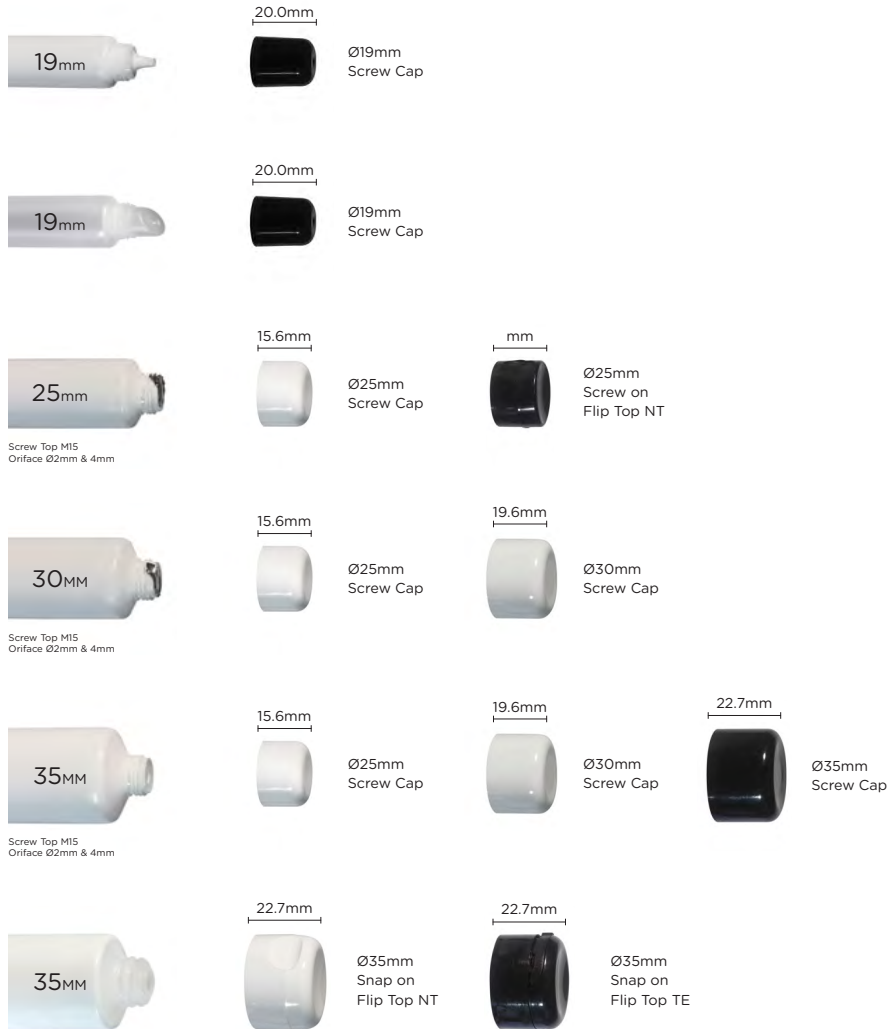 20.0mm
19mm
Ø19mm
Screw Cap
20.0mm
19mm
Ø19mm
Screw Cap
15.6mm
mm
25mm
Ø25mm
Screw Cap
Ø25mm
Screw on
Flip Top NT
Screw Top M15
Oriface Ø2mm & 4mm
15.6mm
19.6mm
30MM
Ø25mm
Screw Cap
Ø30mm
Screw Cap
Screw Top M15
Oriface Ø2mm & 4mm
15.6mm
19.6mm
22.7mm
35MM
Ø25mm
Screw Cap
Ø30mm
Screw Cap
Ø35mm
Screw Cap
Screw Top M15
Oriface Ø2mm & 4mm
22.7mm
22.7mm
35MM
Ø35mm
Snap on
Flip Top NT
Ø35mm
Snap on
Flip Top TE